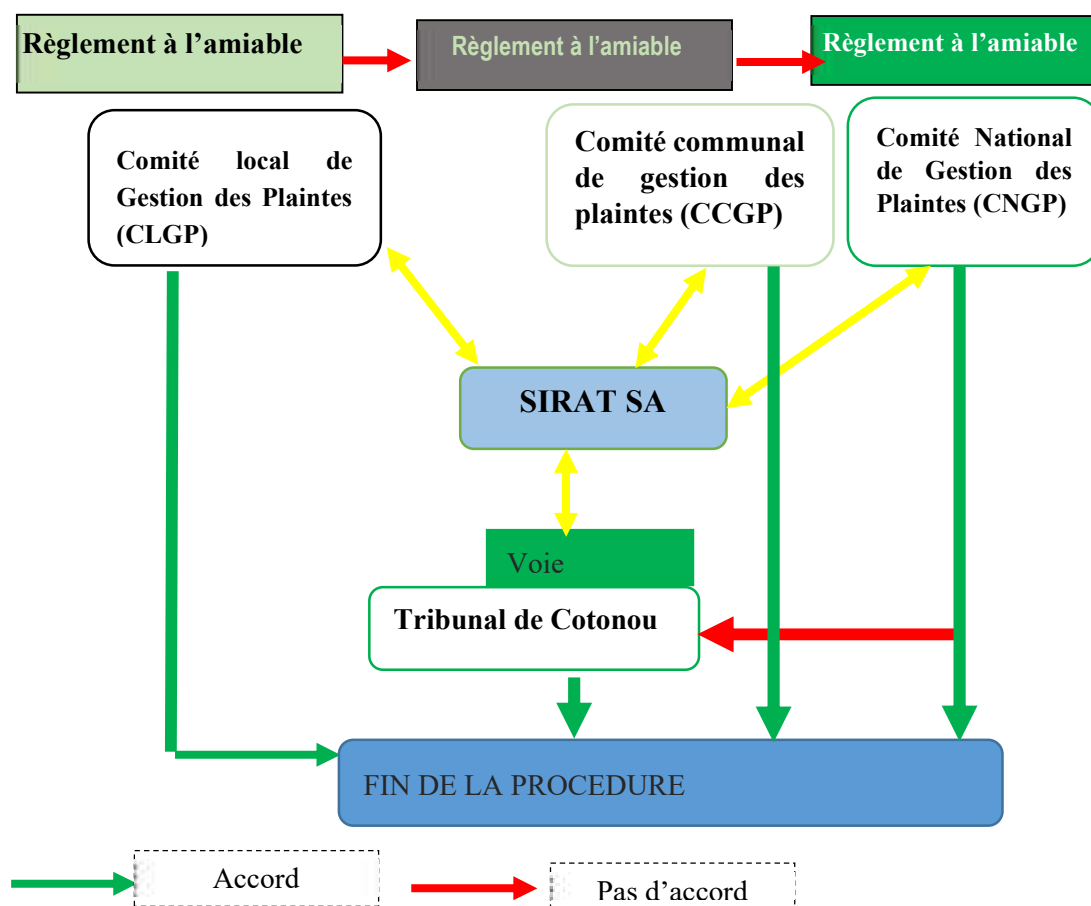 Règlement à l’amiable
Règlement à l’amiable
Règlement à l’amiable
Comité local de
Gestion des Plaintes
(CLGP)
Comité communal
de gestion des
plaintes (CCGP)
Comité National
de Gestion des
Plaintes (CNGP)
SIRAT SA
Voie
Tribunal de Cotonou
FIN DE LA PROCEDURE
Accord
Pas d’accord